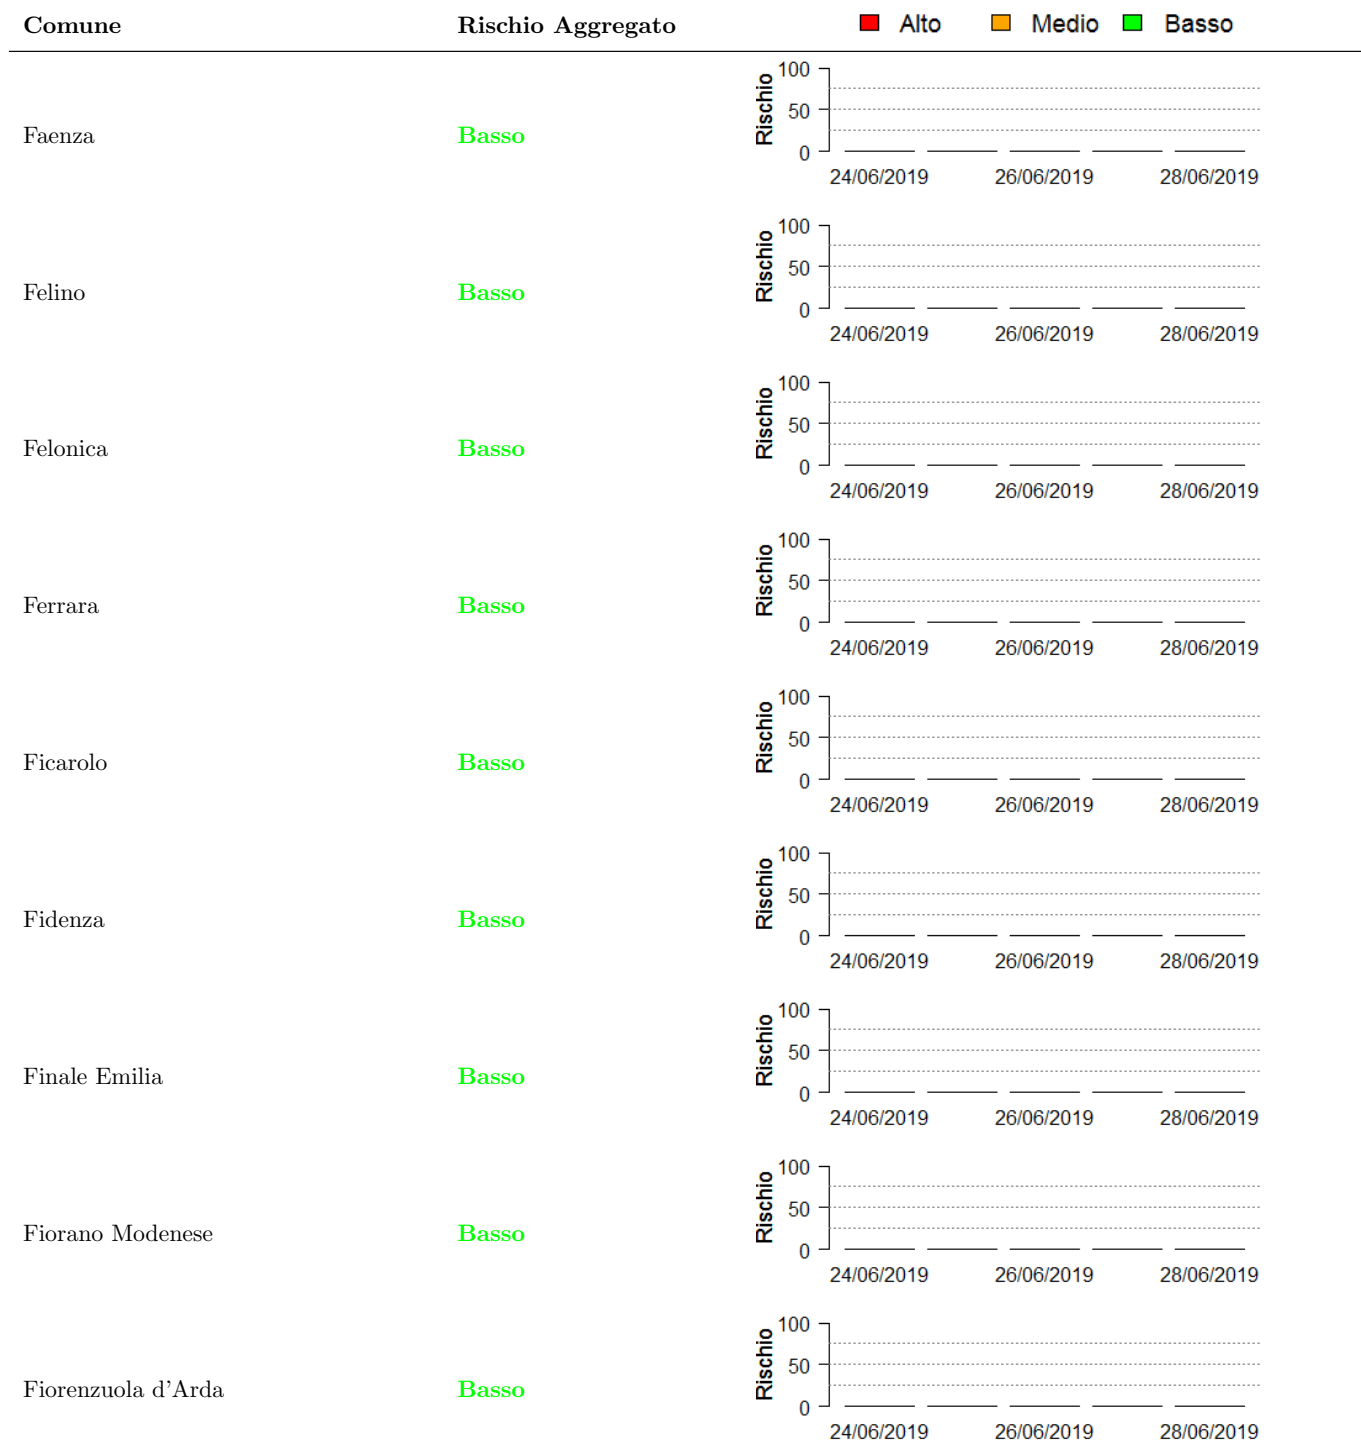 Comune Rischio Aggregato Alto Medio Basso
Faenza Basso Rischio 100 50 0
24/06/2019 26/06/2019 28/06/2019
Felino Basso Rischio 100 50 0
24/06/2019 26/06/2019 28/06/2019
Felonica Basso Rischio 100 50 0
24/06/2019 26/06/2019 28/06/2019
Ferrara Basso Rischio 100 50 0
24/06/2019 26/06/2019 28/06/2019
Ficarolo Basso Rischio 100 50 0
24/06/2019 26/06/2019 28/06/2019
Fidenza Basso Rischio 100 50 0
24/06/2019 26/06/2019 28/06/2019
Finale Emilia Basso Rischio 100 50 0
24/06/2019 26/06/2019 28/06/2019
Fiorano Modenese Basso Rischio 100 50 0
24/06/2019 26/06/2019 28/06/2019
Fiorenzuola d'Arda Basso Rischio 100 50 0
24/06/2019 26/06/2019 28/06/2019